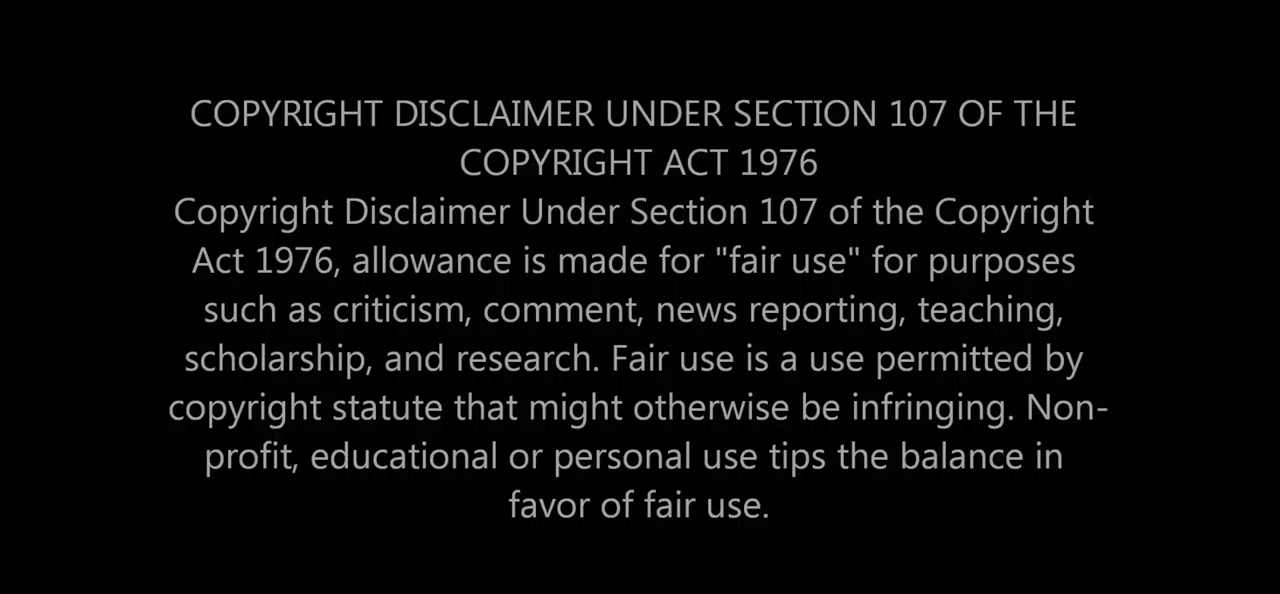 COPYRIGHT DISCLAIMER UNDER SECTION 107 OF THE
COPYRIGHT ACT 1976
Copyright Disclaimer Under Section 107 of the Copyright
Act 1976, allowance is made for "fair use" for purposes
such as criticism, comment, news reporting, teaching,
scholarship, and research. Fair use is a use permitted by
copyright statute that might otherwise be infringing. Non-
profit, educational or personal use tips the balance in
favor of fair use.